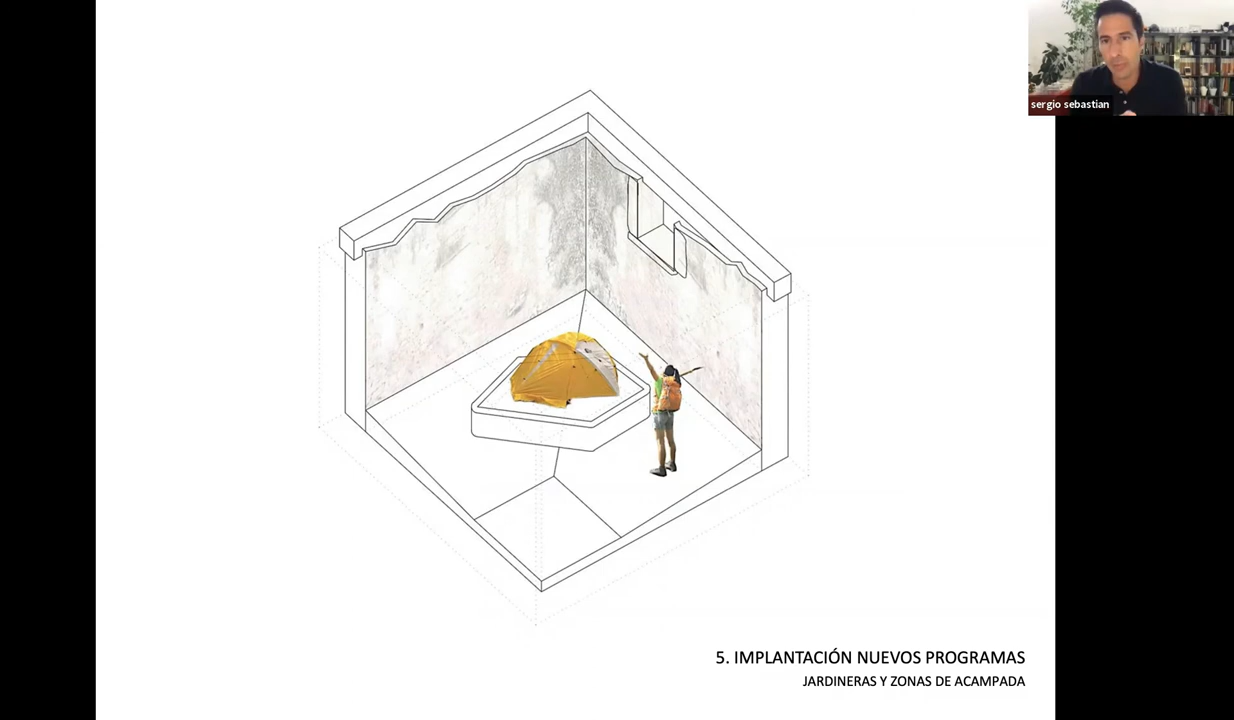 sergio sebastian
5. IMPLANTACIÓN NUEVOS PROGRAMAS
JARDINERAS Y ZONAS DE ACAMPADA